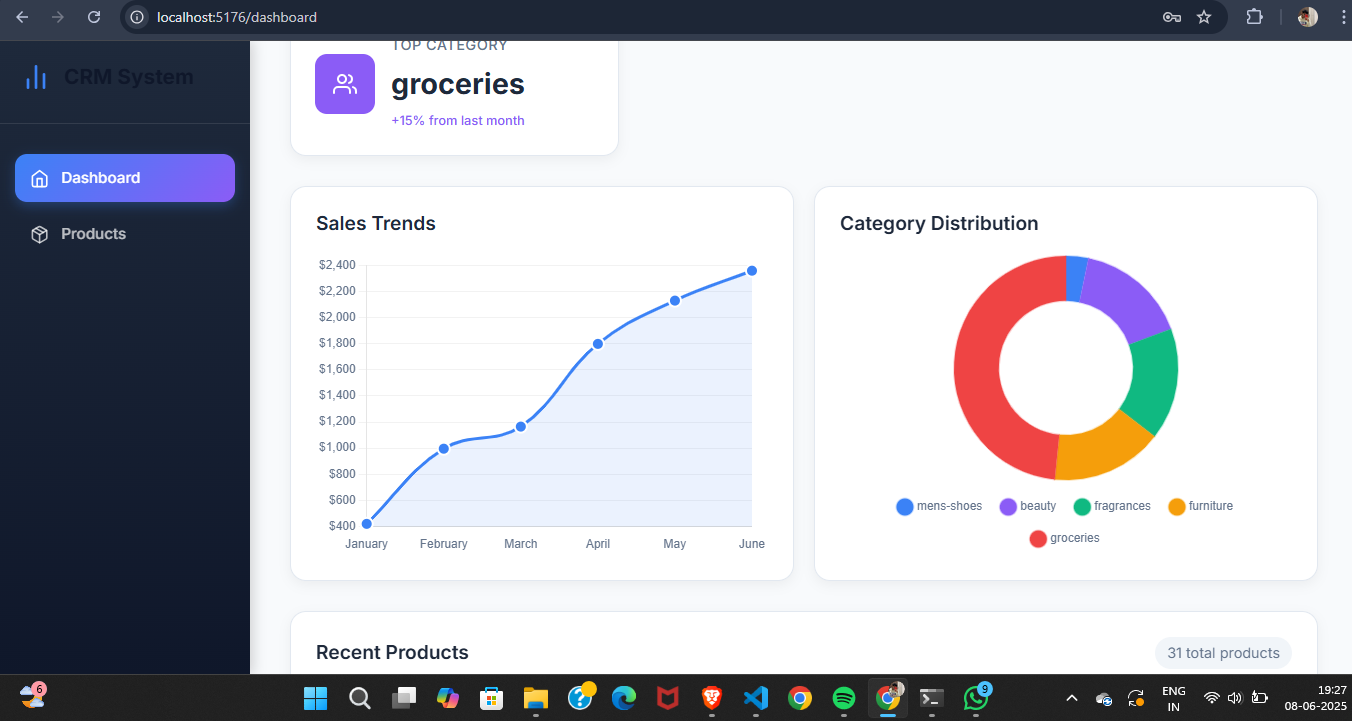 localhost:5176/dashboard
CRM System
Dashboard
Products
TOP CATEGORY
groceries
+15% from last month
Sales Trends
$2,400
$2,200
$2,000
$1,800
$1,600
$1,400
$1,200
$1,000
$800
$600
$400
January February March April May June
Category Distribution
mens-shoes beauty fragrances furniture
groceries
Recent Products
31 total products
6
9
ENG
IN
19:27
08-06-2025